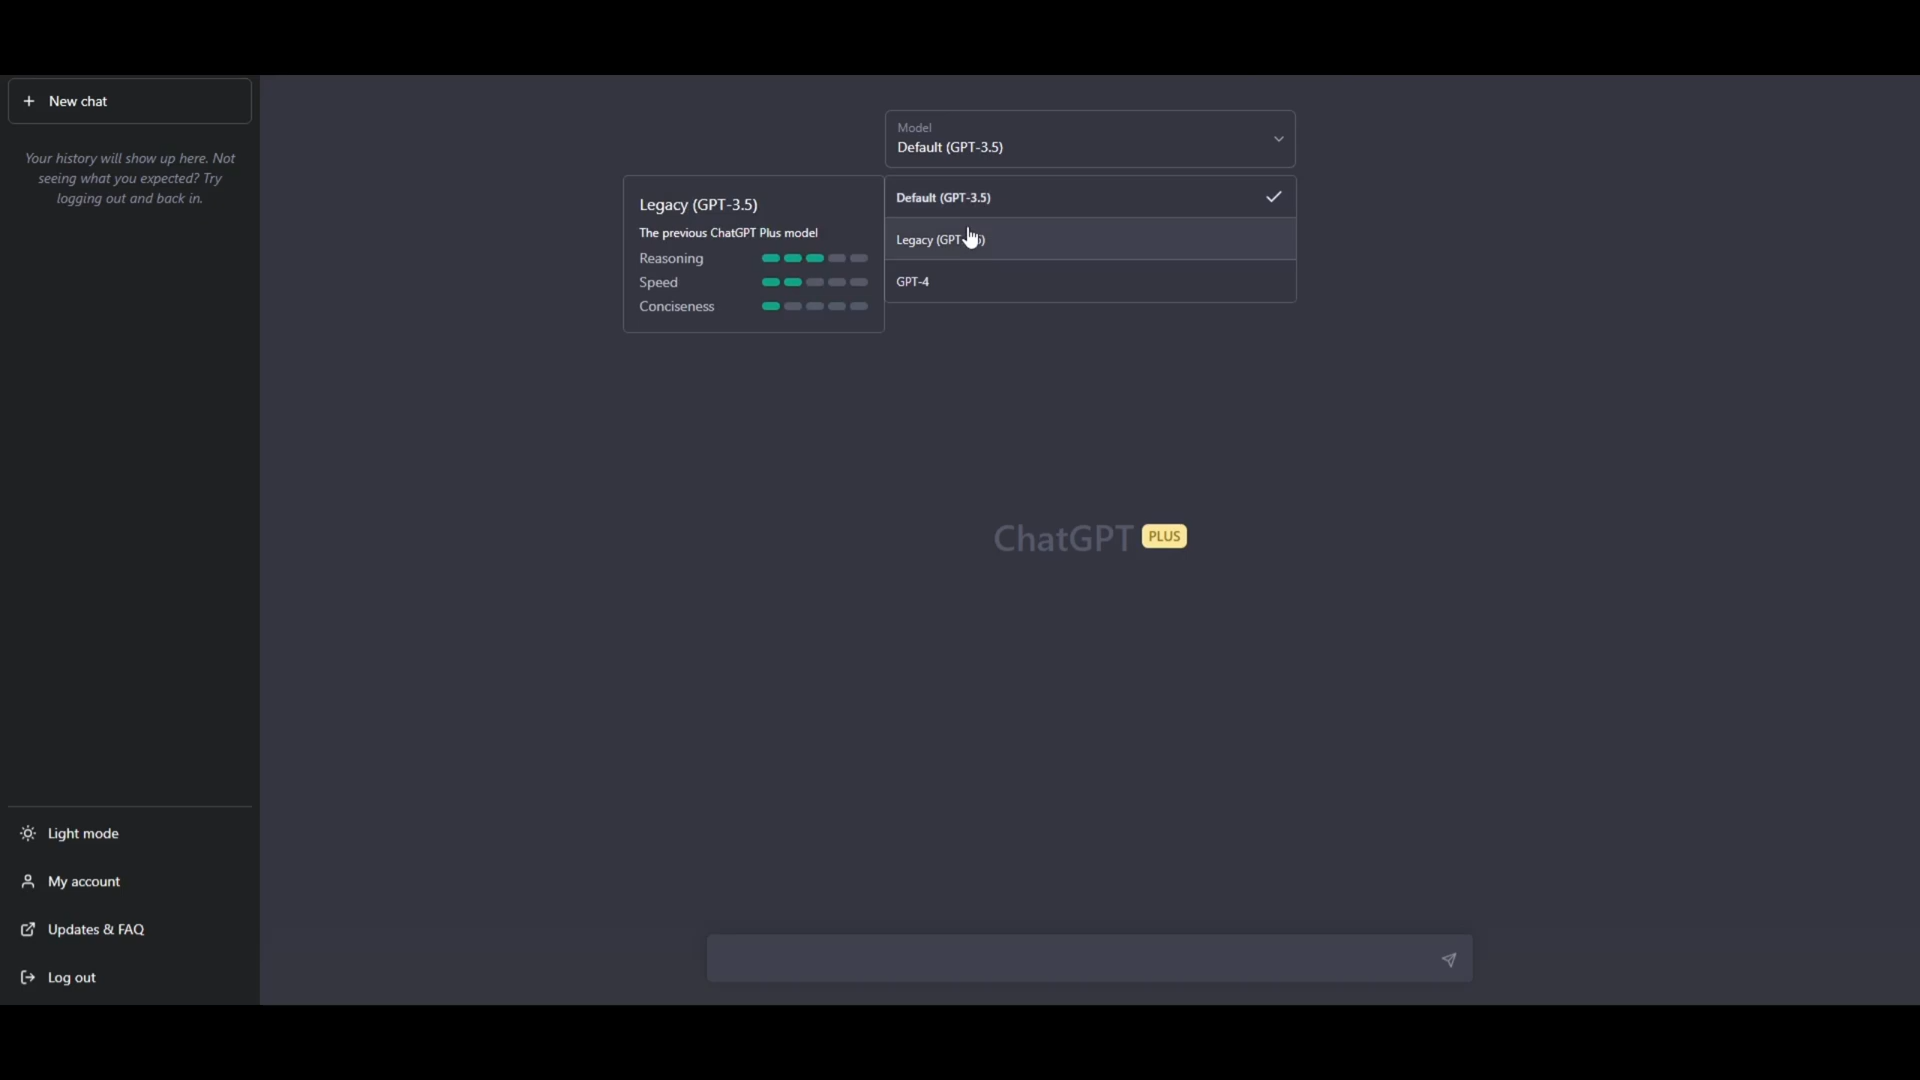 New chat
Your history will show up here. Not
seeing what you expected? Try
logging out and back in.
Model
Default (GPT-3.5)
Legacy (GPT-3.5)
The previous ChatGPT Plus model
Reasoning
Speed
Conciseness
Default (GPT-3.5)
Legacy (GPT
GPT-4
ChatGPT PLUS
Light mode
My account
Updates & FAQ
Log out